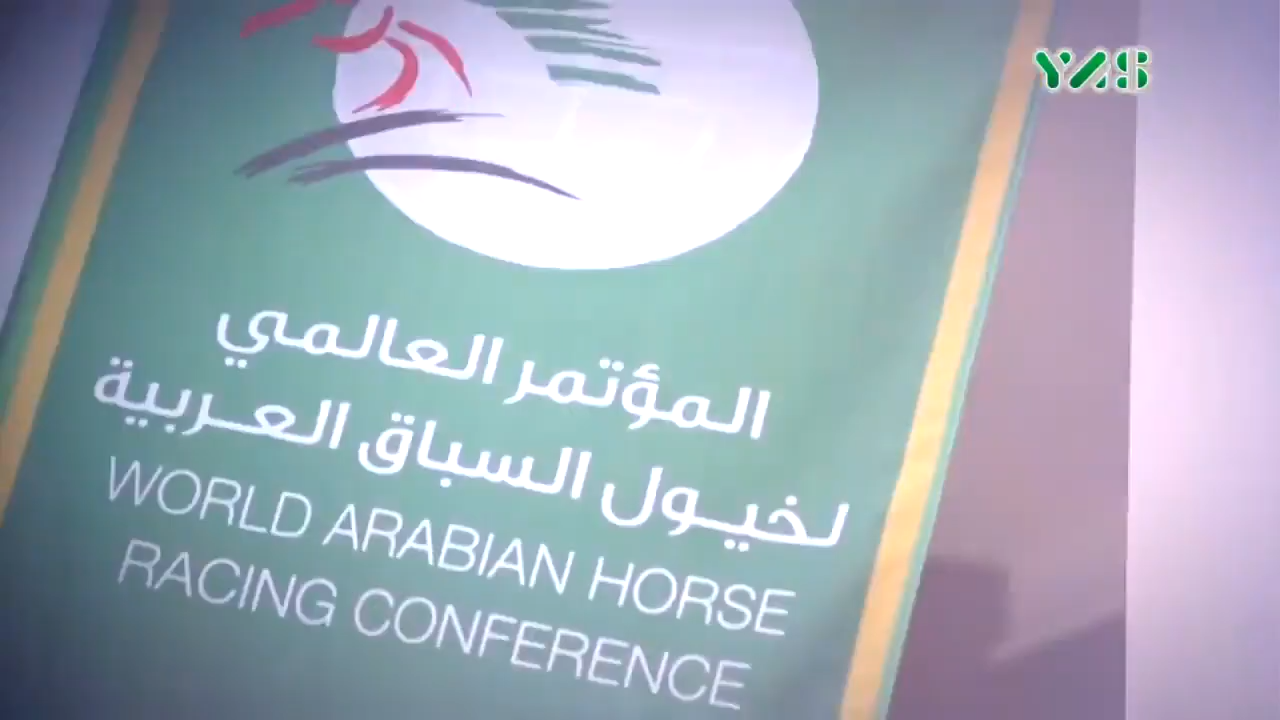 YAS
المؤتمر العالمي
لخيول السباق العربية
WORLD ARABIAN HORSE
RACING CONFERENCE